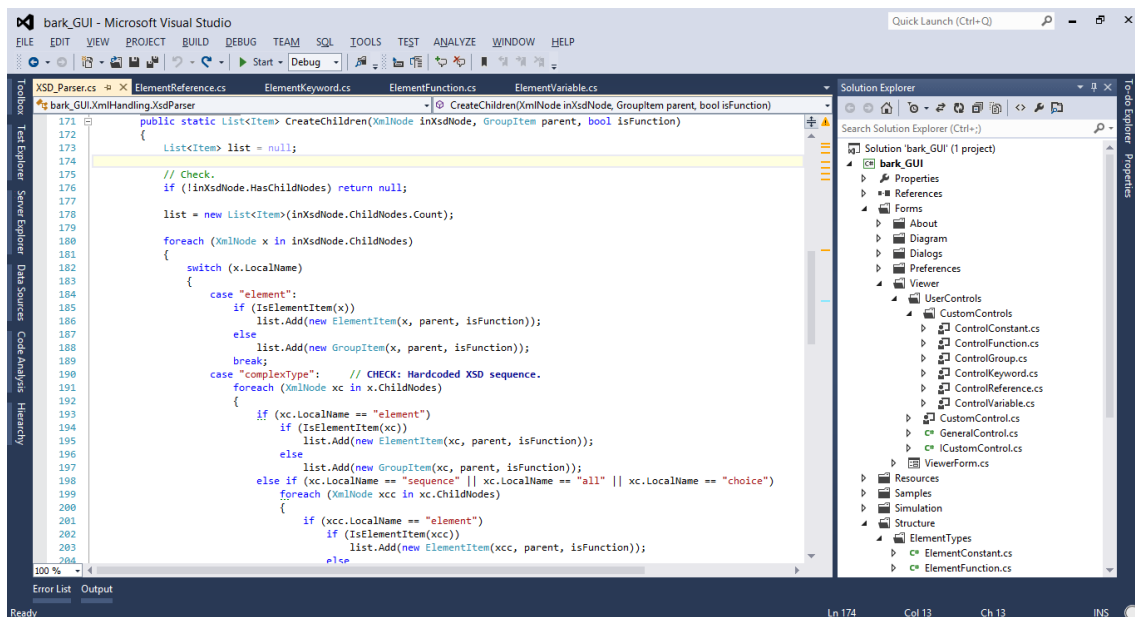 bark_GUI - Microsoft Visual Studio
Quick Launch (Ctrl+Q)
FILE EDIT VIEW PROJECT BUILD DEBUG TEAM SQL TOOLS TEST ANALYZE WINDOW HELP
Start Debug
Toolbox
Test Explorer
Server Explorer
Data Sources
Code Analysis
Hierarchy
XSD_Parser.cs ElementReference.cs ElementKeyword.cs ElementFunction.cs ElementVariable.cs
bark_GUI.XmlHandling.XsdParser CreateChildren(XmlNode inXsdNode, GroupItem parent, bool isFunction)
171 public static List<Item> CreateChildren(XmlNode inXsdNode, GroupItem parent, bool isFunction)
172 {
173 List<Item> list = null;
174
175 // Check.
176 if (!inXsdNode.HasChildNodes) return null;
177
178 list = new List<Item>(inXsdNode.ChildNodes.Count);
179
180 foreach (XmlNode x in inXsdNode.ChildNodes)
181 {
182 switch (x.LocalName)
183 {
184 case "element":
185 if (IsElementItem(x))
186 list.Add(new ElementItem(x, parent, isFunction));
187 else
188 list.Add(new GroupItem(x, parent, isFunction));
189 break;
190 case "complexType": // CHECK: Hardcoded XSD sequence.
191 foreach (XmlNode xc in x.ChildNodes)
192 {
193 if (xc.LocalName == "element")
194 if (IsElementItem(xc))
195 list.Add(new ElementItem(xc, parent, isFunction));
196 else
197 list.Add(new GroupItem(xc, parent, isFunction));
198 else if (xc.LocalName == "sequence" || xc.LocalName == "all" || xc.LocalName == "choice")
199 foreach (XmlNode xcc in xc.ChildNodes)
200 {
201 if (xcc.LocalName == "element")
202 if (IsElementItem(xcc))
203 list.Add(new ElementItem(xcc, parent, isFunction));
204 else
100 %
Solution Explorer
Search Solution Explorer (Ctrl+;)
Solution 'bark_GUI' (1 project)
bark_GUI
Properties
References
Forms
About
Diagram
Dialogs
Preferences
Viewer
UserControls
CustomControls
ControlConstant.cs
ControlFunction.cs
ControlGroup.cs
ControlKeyword.cs
ControlReference.cs
ControlVariable.cs
CustomControl.cs
GeneralControl.cs
ICustomControl.cs
ViewerForm.cs
Resources
Samples
Simulation
Structure
ElementTypes
ElementConstant.cs
ElementFunction.cs
To-do Explorer
Properties
Error List Output
Ready Ln 174 Col 13 Ch 13 INS